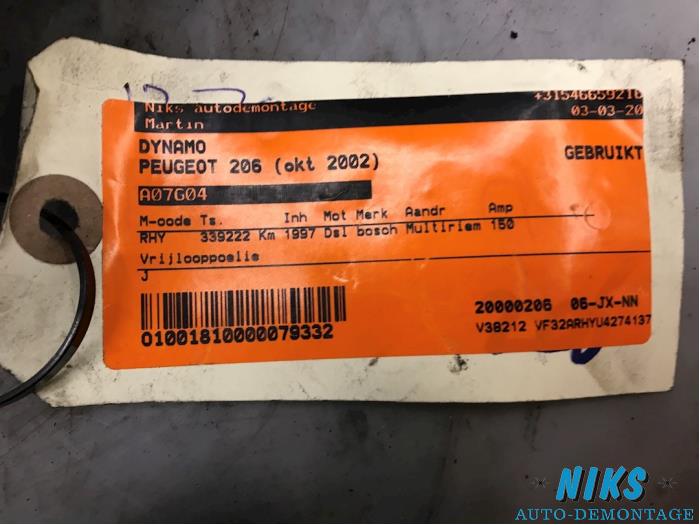 Niks autodemontage +31546659210
Martin 03-03-20
DYNAMO
PEUGEOT 206 (okt 2002) GEBRUIKT
A07G04
M-code Ts. Inh Mot Merk Aandr Amp
RHY 339222 Km 1997 Dsl bosch Multiriem 150
Vrijlooppoelie
J
01001810000079332
20000206 06-JX-NN
V38212 VF32ARHYU4274137
NIKS
AUTO-DEMONTAGE